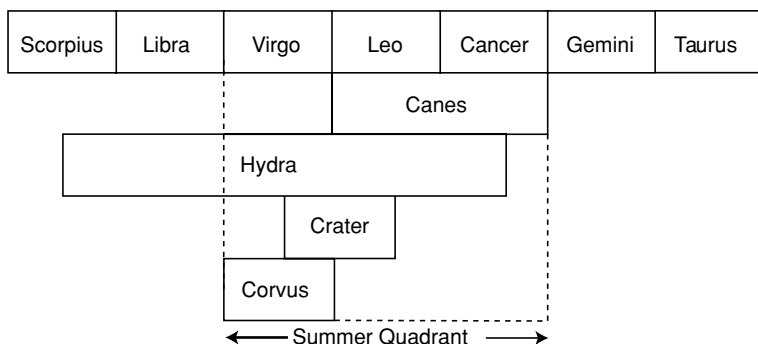 Scorpius Libra Virgo Leo Cancer Gemini Taurus
Canes
Hydra
Crater
Corvus
Summer Quadrant